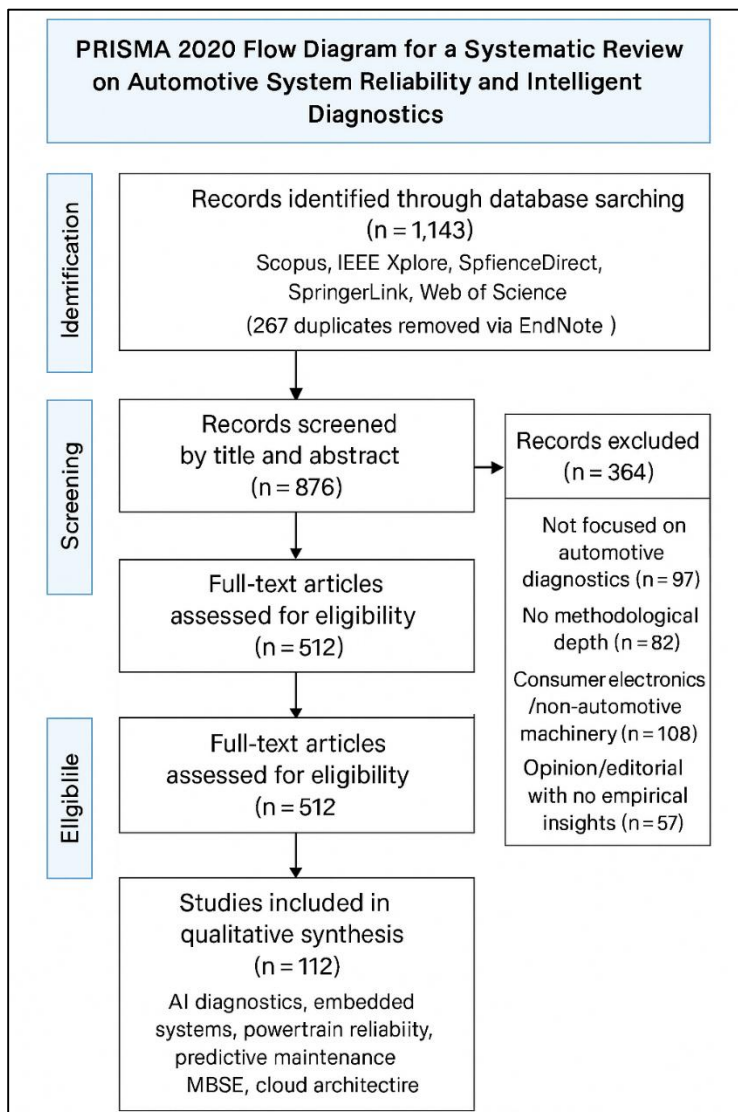 PRISMA 2020 Flow Diagram for a Systematic Review
on Automotive System Reliability and Intelligent
Diagnostics
Idemrification
Records identified through database sarching
(n = 1,143)
Scopus, IEEE Xplore, SpfienceDirect,
SpringerLink, Web of Science
(267 duplicates removed via EndNote )
Screening
Records screened
by title and abstract
(n = 876)
Records excluded
(n = 364)
Not focused on
automotive
diagnostics (n = 97)
No methodological
depth (n = 82)
Consumer electronics
/non-automotive
machinery (n = 108)
Opinion/editorial
with no empirical
insights (n = 57)
Full-text articles
assessed for eligibility
(n = 512)
Ellgiblile
Full-text articles
assessed for eligibility
(n = 512
Studies included in
qualitative synthesis
(n = 112)
AI diagnostics, embedded
systems, powertrain reliabiity,
predictive maintenance
MBSE, cloud architectire